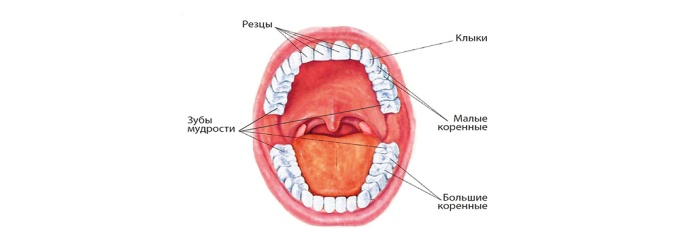 Резцы
Клыки
Зубы
мудрости
Малые
коренные
Большие
коренные